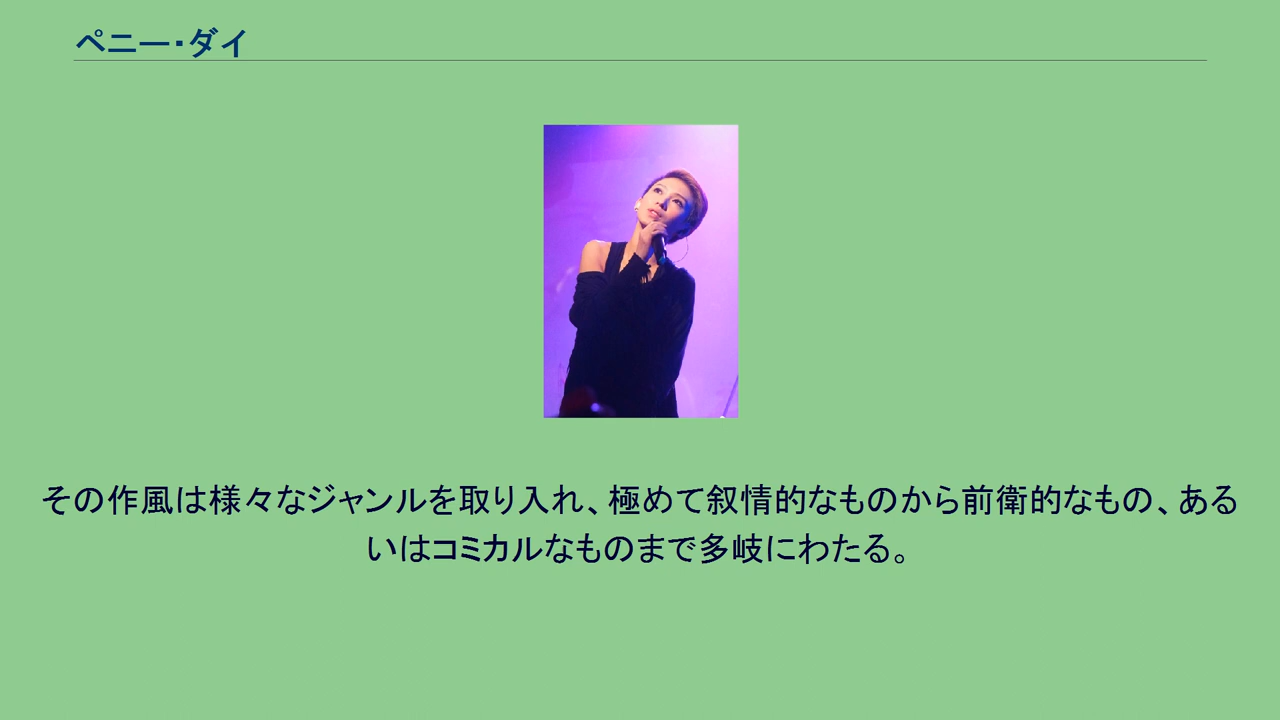 ペニー・ダイ
その作風は様々なジャンルを取り入れ、極めて叙情的なものから前衛的なもの、ある
いはコミカルなものまで多岐にわたる。